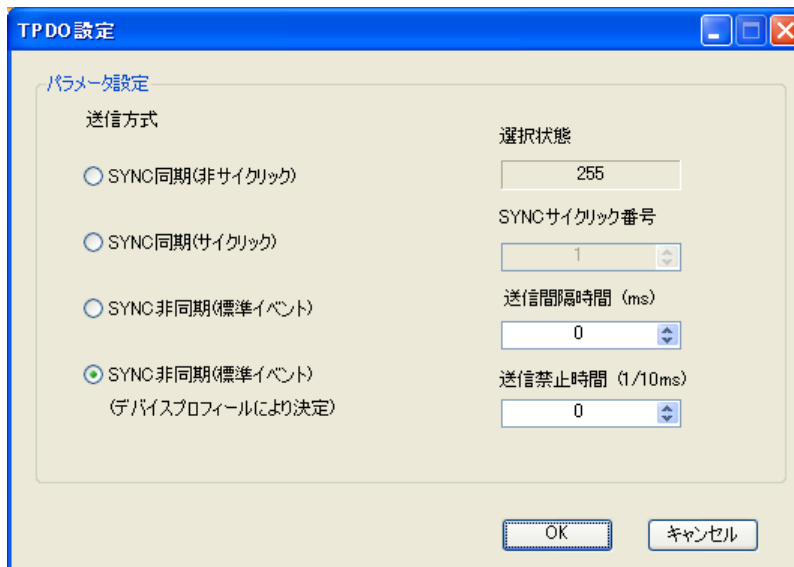 TPDO設定
パラメータ設定
送信方式
SYNC同期(非サイクリック)
SYNC同期(サイクリック)
SYNC非同期(標準イベント)
SYNC非同期(標準イベント)
(デバイスプロフィールにより決定)
選択状態
255
SYNCサイクリック番号
1
送信間隔時間 (ms)
0
送信禁止時間 (1/10ms)
0
OK
キャンセル